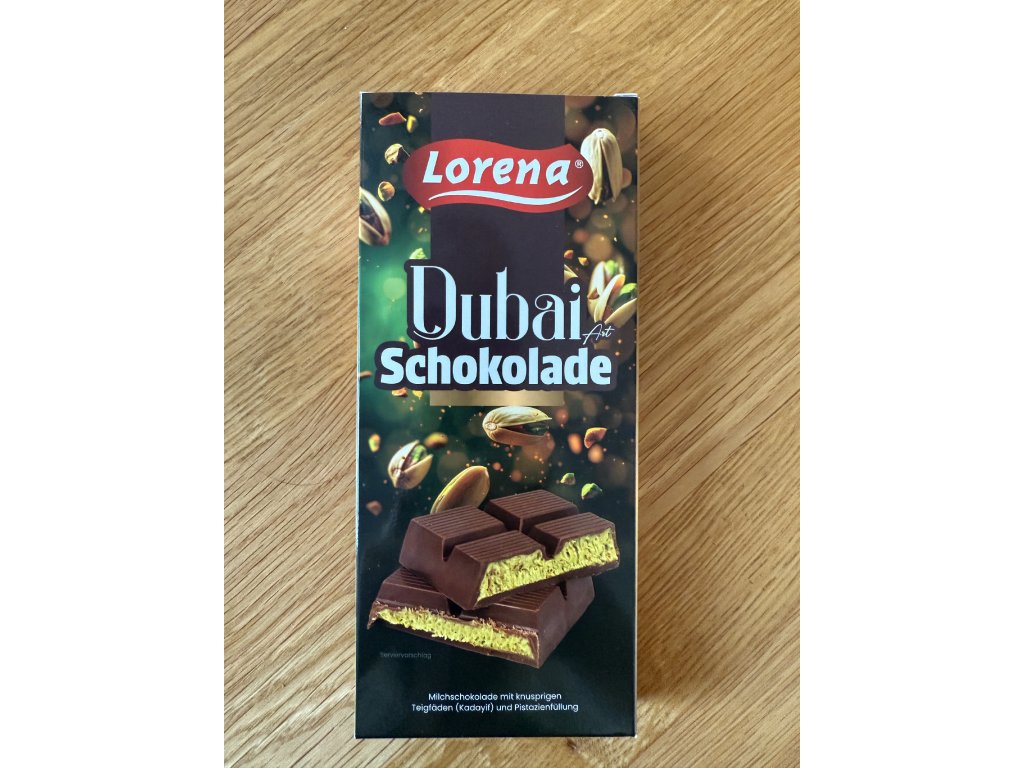 Lorena®
Dubai
Art
Schokolade
Serviervorschlag
Milchschokolade mit knusprigen
Teigfäden (Kadayif) und Pistazienfüllung